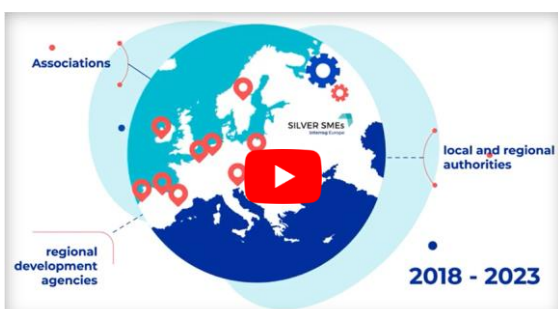 Associations
SILVER SMEs
Interreg Europe
local and regional
authorities
regional
development
agencies
2018 - 2023